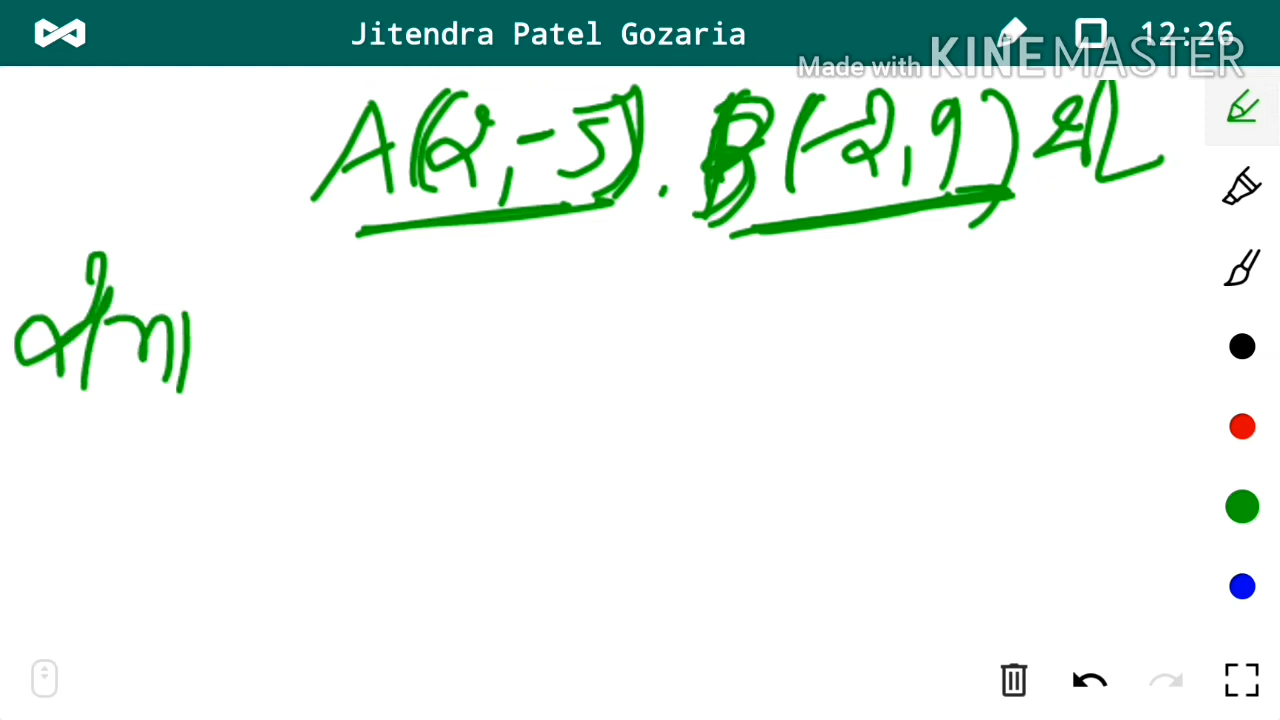 Jitendra Patel Gozaria
12:26
Made with KINEMASTER
A(2,-5). B(-2,9)થી